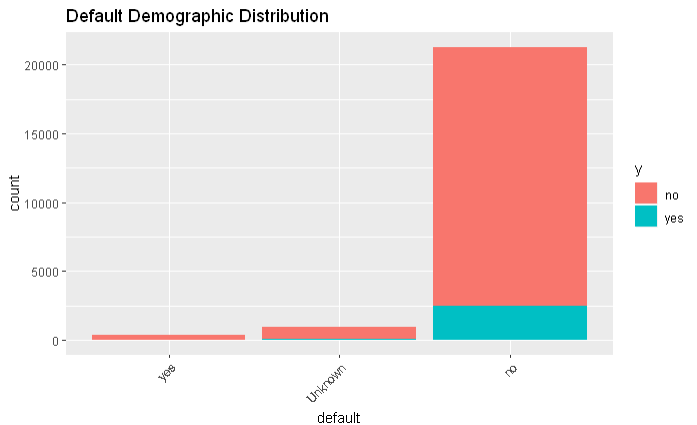 Default Demographic Distribution
count
20000
15000
10000
5000
0
yes
Unknown
no
default
y
no
yes